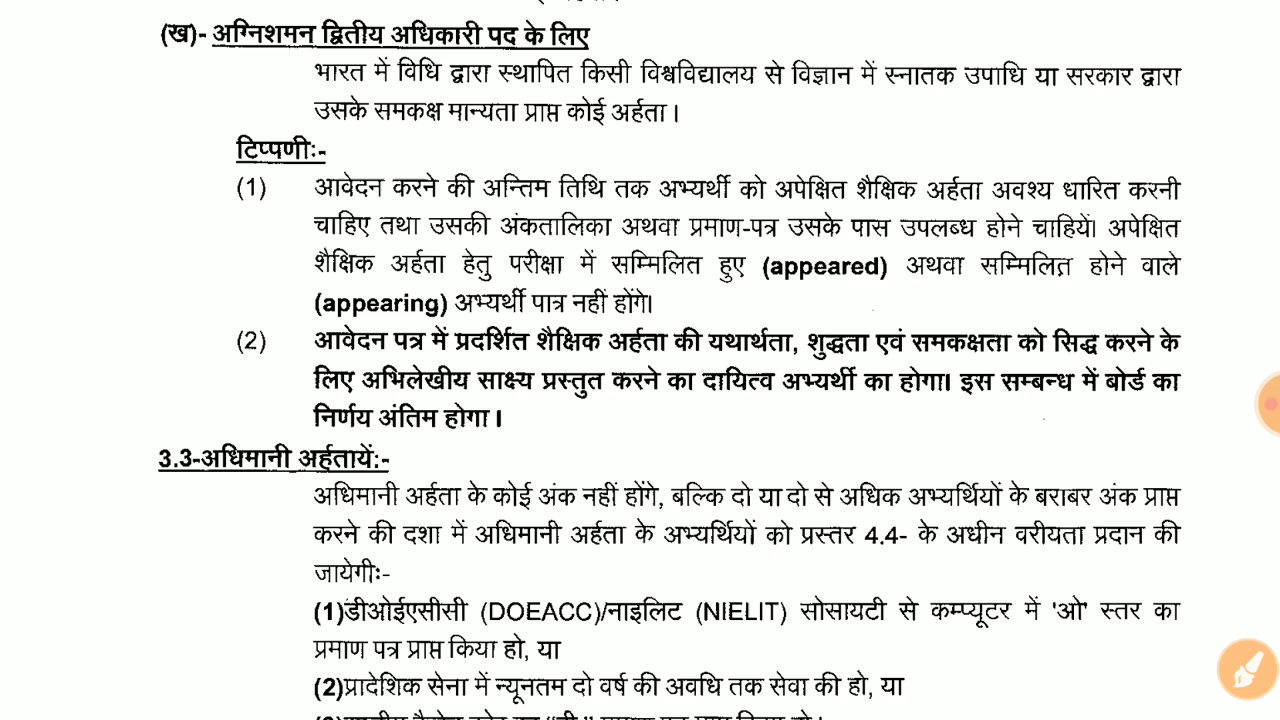 (ख)- अग्निशमन द्वितीय अधिकारी पद के लिए
भारत में विधि द्वारा स्थापित किसी विश्वविद्यालय से विज्ञान में स्नातक उपाधि या सरकार द्वारा
उसके समकक्ष मान्यता प्राप्त कोई अर्हता।
टिप्पणीः-
(1) आवेदन करने की अन्तिम तिथि तक अभ्यर्थी को अपेक्षित शैक्षिक अर्हता अवश्य धारित करनी
चाहिए तथा उसकी अंकतालिका अथवा प्रमाण-पत्र उसके पास उपलब्ध होने चाहियें। अपेक्षित
शैक्षिक अर्हता हेतु परीक्षा में सम्मिलित हुए (appeared) अथवा सम्मिलित होने वाले
(appearing) अभ्यर्थी पात्र नहीं होंगे।
(2) आवेदन पत्र में प्रदर्शित शैक्षिक अर्हता की यथार्थता, शुद्धता एवं समकक्षता को सिद्ध करने के
लिए अभिलेखीय साक्ष्य प्रस्तुत करने का दायित्व अभ्यर्थी का होगा। इस सम्बन्ध में बोर्ड का
निर्णय अंतिम होगा।
3.3-अधिमानी अर्हतायें:-
अधिमानी अर्हता के कोई अंक नहीं होंगे, बल्कि दो या दो से अधिक अभ्यर्थियों के बराबर अंक प्राप्त
करने की दशा में अधिमानी अर्हता के अभ्यर्थियों को प्रस्तर 4.4- के अधीन वरीयता प्रदान की
जायेगीः-
(1)डीओईएसीसी (DOEACC)/नाइलिट (NIELIT) सोसायटी से कम्प्यूटर में 'ओ' स्तर का
प्रमाण पत्र प्राप्त किया हो, या
(2)प्रादेशिक सेना में न्यूनतम दो वर्ष की अवधि तक सेवा की हो, या